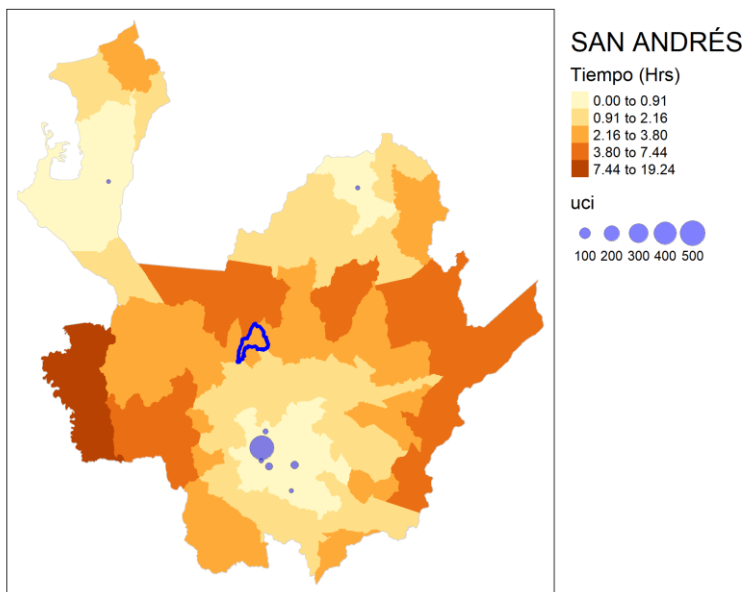 SAN ANDRÉS
Tiempo (Hrs)
0.00 to 0.91
0.91 to 2.16
2.16 to 3.80
3.80 to 7.44
7.44 to 19.24
uci
100 200 300 400 500